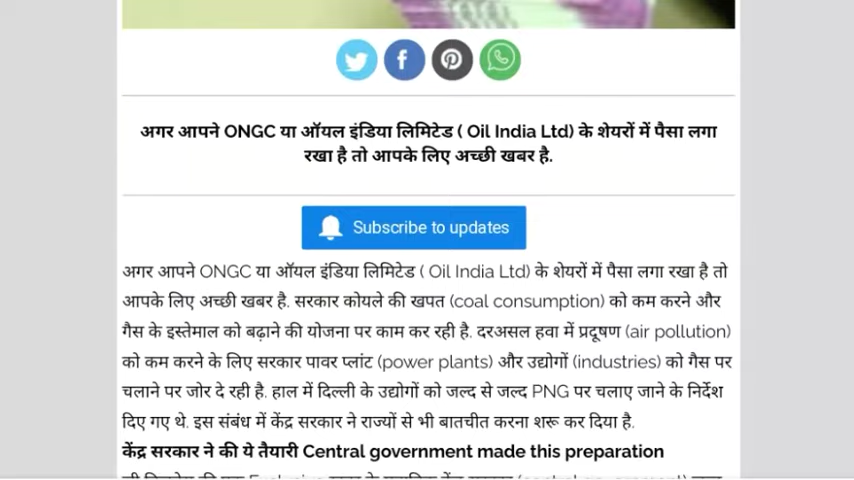 अगर आपने ONGC या ऑयल इंडिया लिमिटेड ( Oil India Ltd) के शेयरों में पैसा लगा
रखा है तो आपके लिए अच्छी खबर है.
Subscribe to updates
अगर आपने ONGC या ऑयल इंडिया लिमिटेड ( Oil India Ltd) के शेयरों में पैसा लगा रखा है तो
आपके लिए अच्छी खबर है. सरकार कोयले की खपत (coal consumption) को कम करने और
गैस के इस्तेमाल को बढ़ाने की योजना पर काम कर रही है. दरअसल हवा में प्रदूषण (air pollution)
को कम करने के लिए सरकार पावर प्लांट (power plants) और उद्योगों (industries) को गैस पर
चलाने पर जोर दे रही है. हाल में दिल्ली के उद्योगों को जल्द से जल्द PNG पर चलाए जाने के निर्देश
दिए गए थे. इस संबंध में केंद्र सरकार ने राज्यों से भी बातचीत करना शरू कर दिया है.
केंद्र सरकार ने की ये तैयारी Central government made this preparation